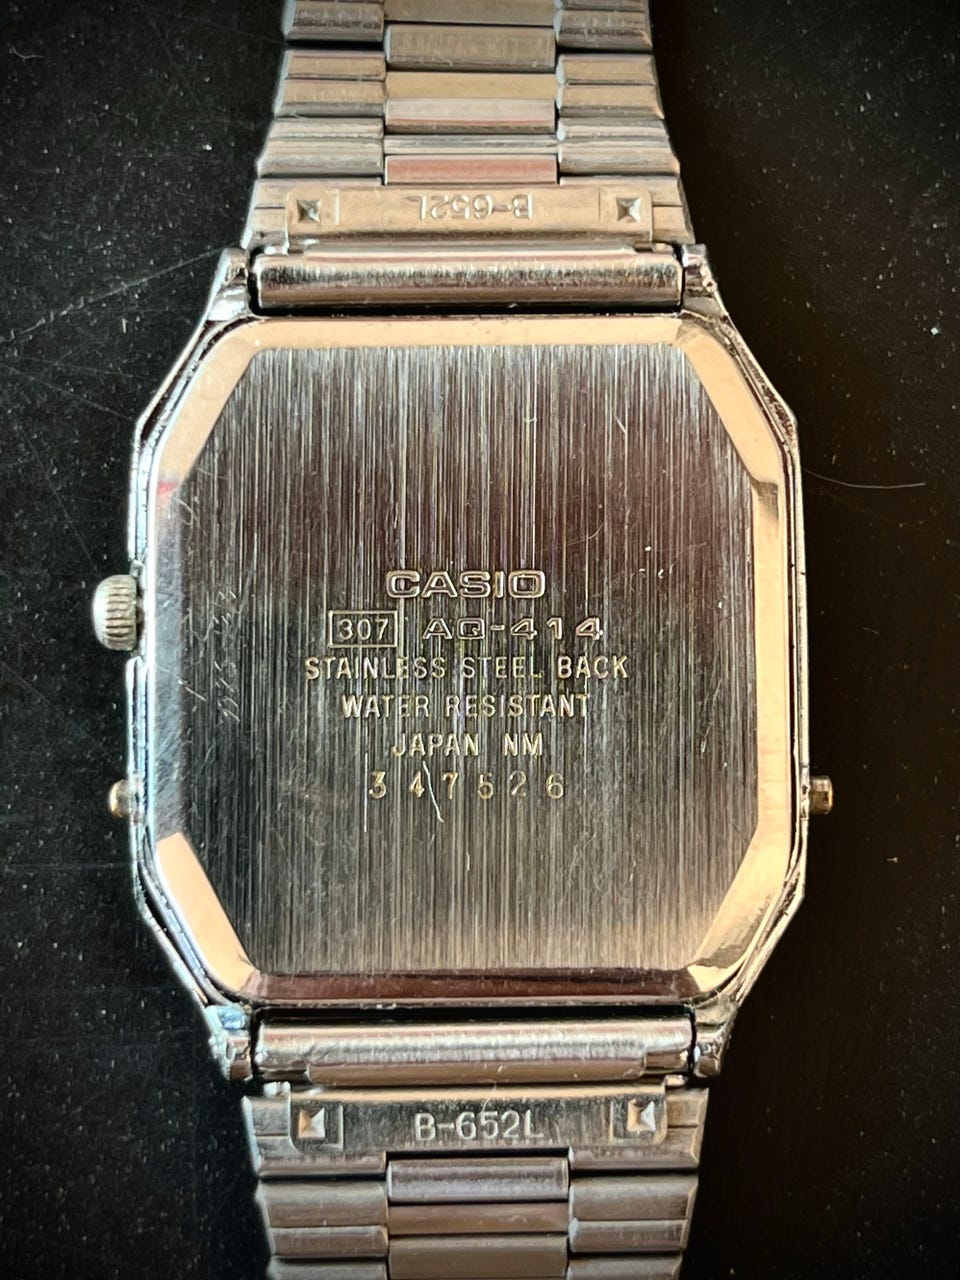 B-652L
CASIO
307 AQ-414
STAINLESS STEEL BACK
WATER RESISTANT
JAPAN NM
347526
B-652L